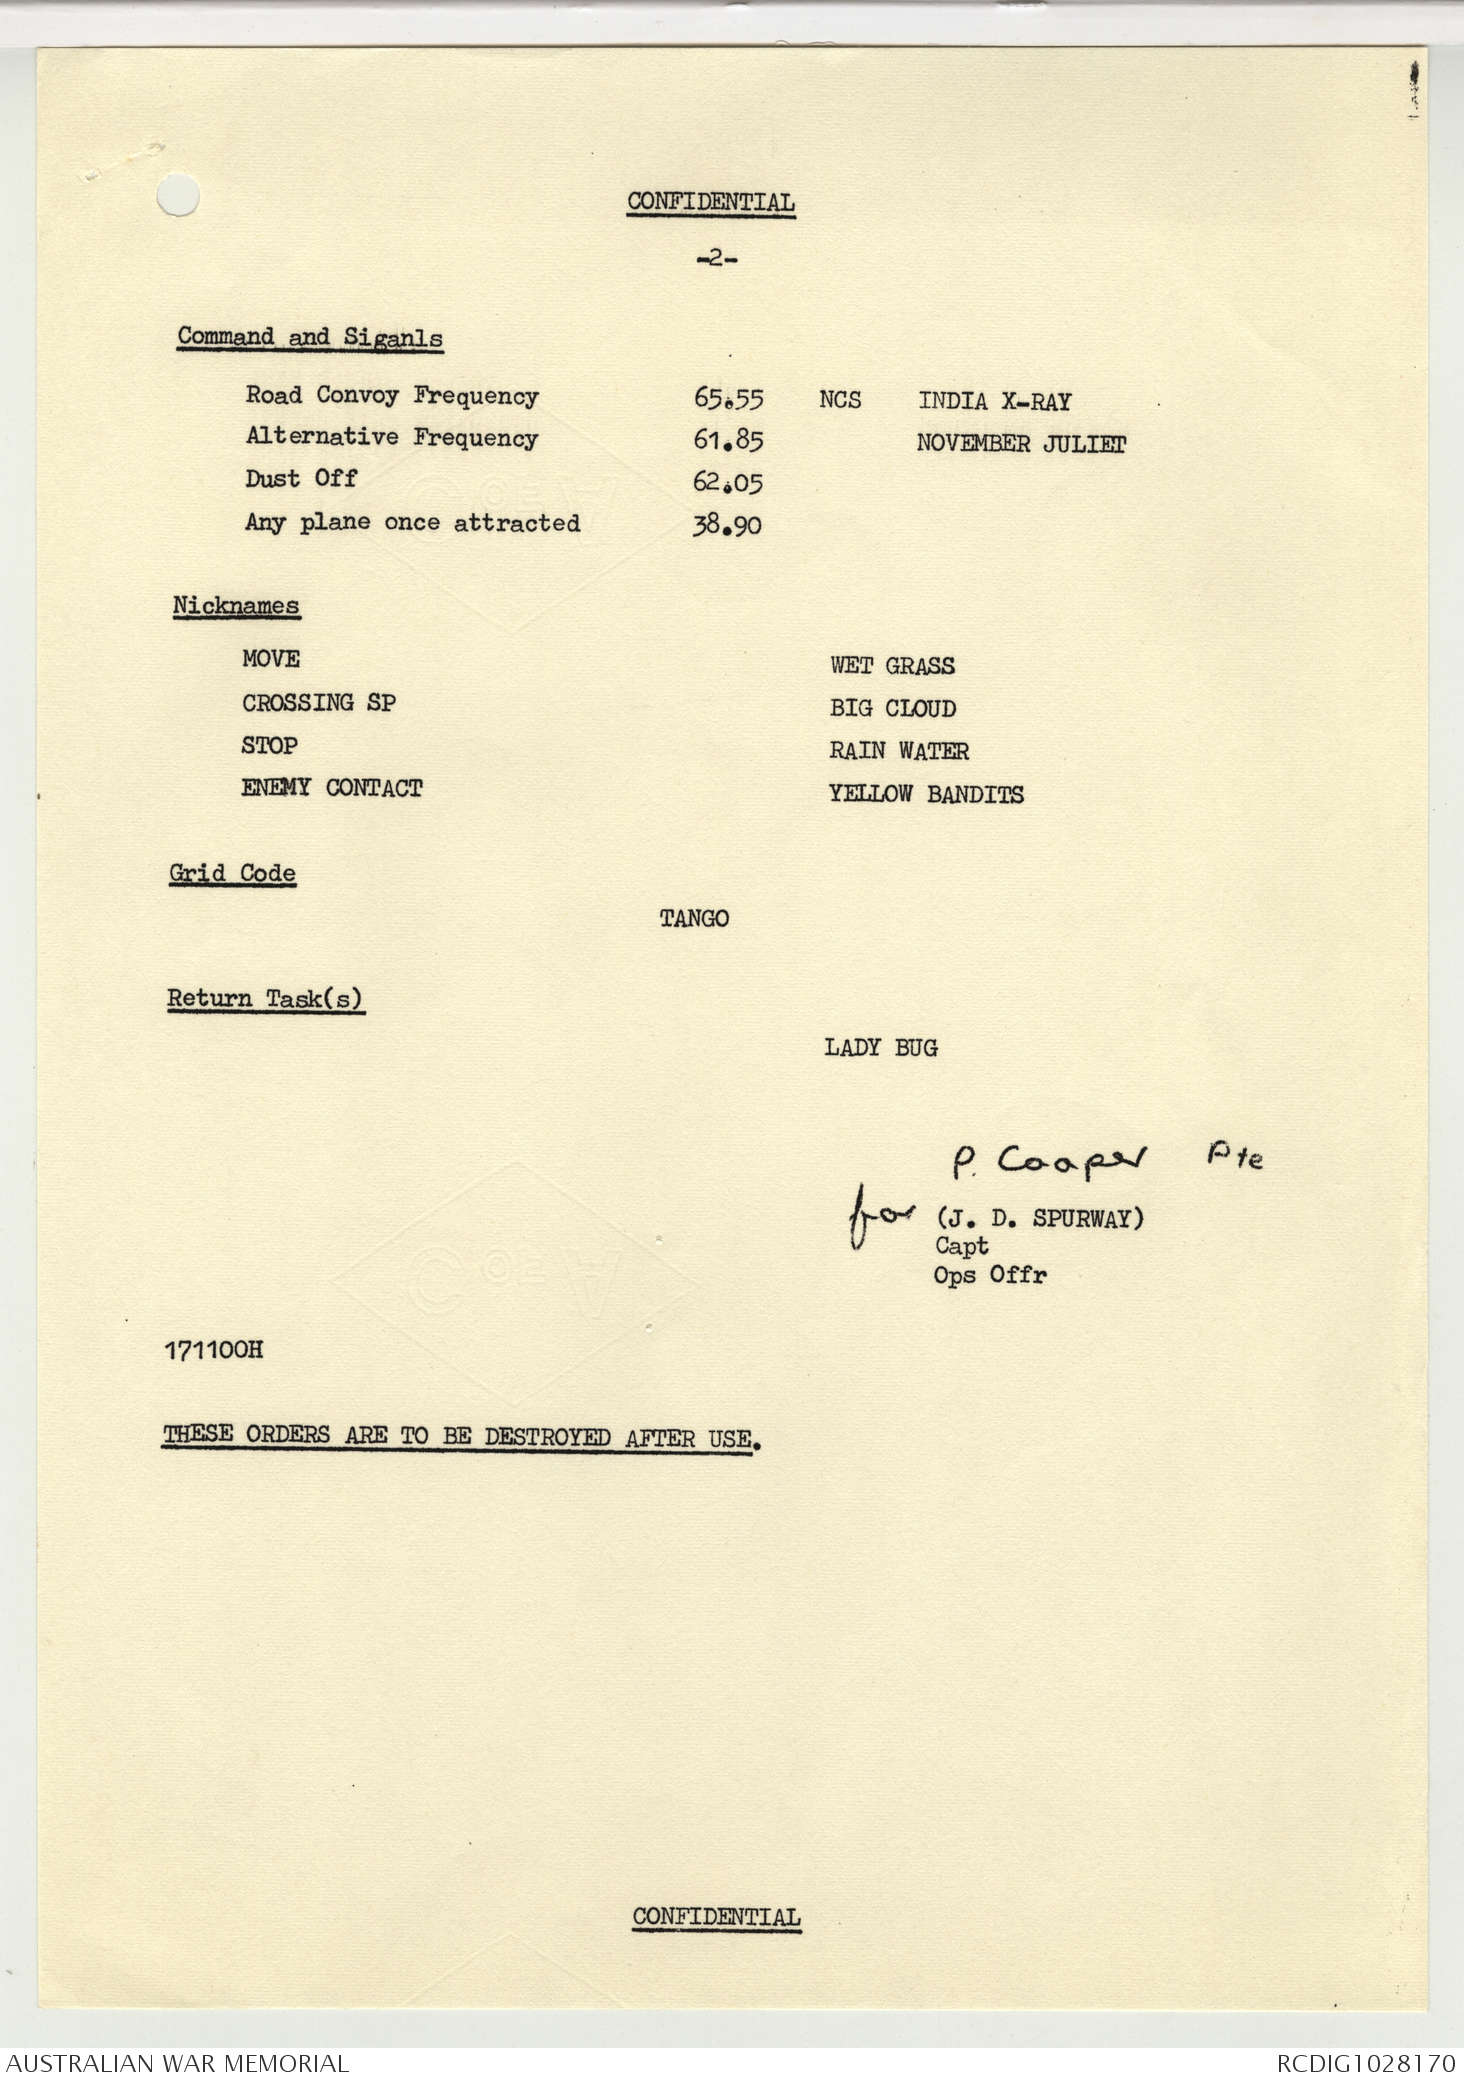 CONFIDENTIAL
-2-
Command and Siganls
Road Convoy Frequency 65.55 NCS INDIA X-RAY
Alternative Frequency 61.85 NOVEMBER JULIET
Dust Off 62.05
Any plane once attracted 38.90
Nicknames
MOVE WET GRASS
CROSSING SP BIG CLOUD
STOP RAIN WATER
ENEMY CONTACT YELLOW BANDITS
Grid Code
TANGO
Return Task(s)
LADY BUG
P. Cooper Pte
for (J. D. SPURWAY)
Capt
Ops Offr
171100H
THESE ORDERS ARE TO BE DESTROYED AFTER USE.
CONFIDENTIAL
AUSTRALIAN WAR MEMORIAL RCDIG1028170